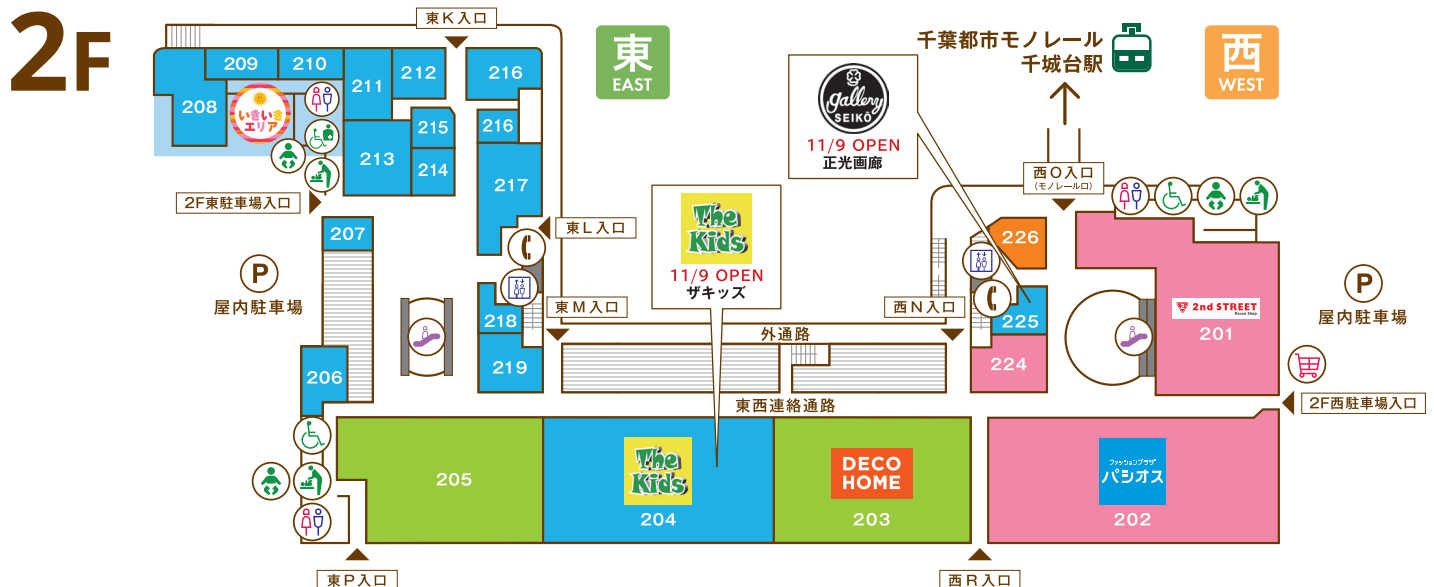 2F
東K入口
東
EAST
千葉都市モノレール
千城台駅
西
WEST
209
210
211
212
216
208
いきいき
エリア
215
216
213
214
217
gallery
SEIKŌ
11/9 OPEN
正光画廊
西O入口
(モノレール口)
2F東駐車場入口
The
Kid's
11/9 OPEN
ザキッズ
東L入口
207
226
P
屋内駐車場
東M入口
西N入口
218
225
2nd STREET
Reuse Shop
201
P
屋内駐車場
外通路
219
224
206
東西連絡通路
2F西駐車場入口
205
The
Kid's
204
DECO
HOME
203
ファッションプラザ
パシオス
202
東P入口
西R入口